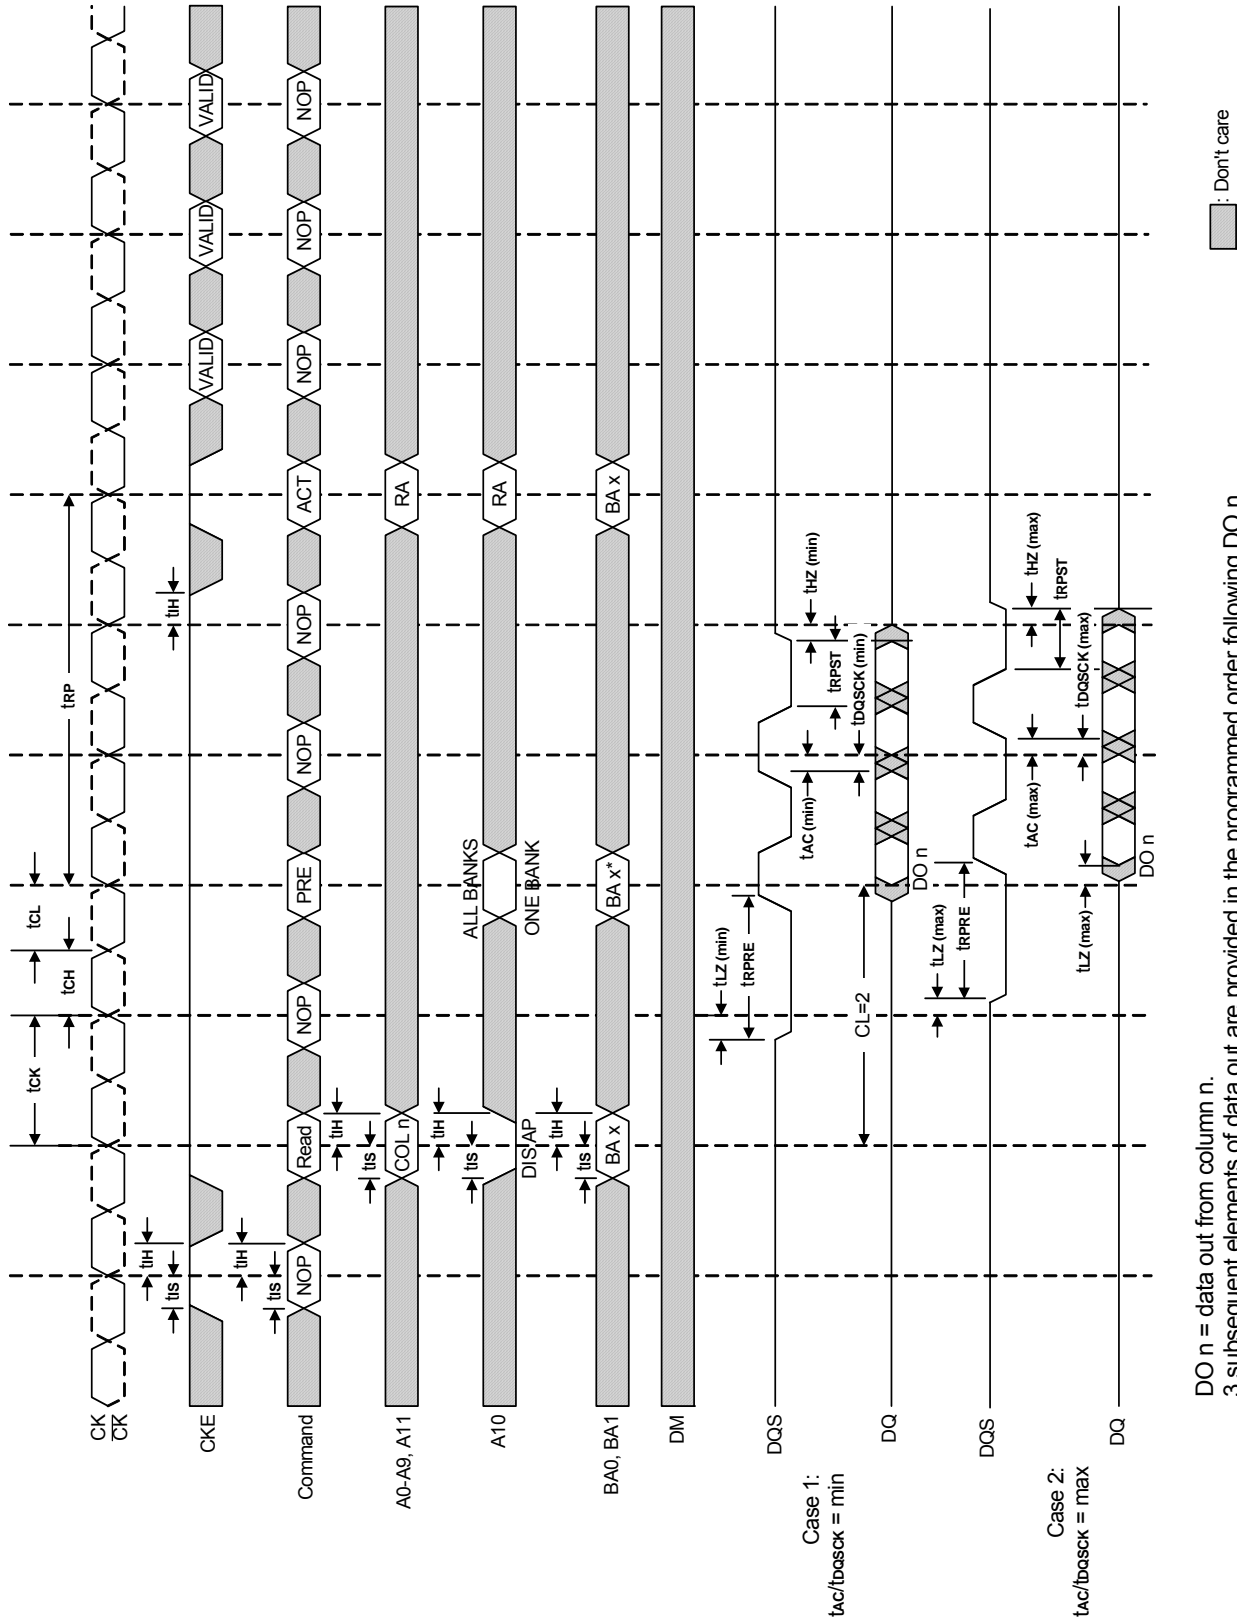 tCK
tCH
tCL
tRP
CK
CK
CKE
tIS
tIH
tIH
VALID
VALID
VALID
Command
tIS
tIH
NOP
Read
NOP
PRE
NOP
NOP
ACT
NOP
NOP
NOP
A0-A9, A11
tIS
tIH
COL n
RA
A10
tIS
tIH
DIS AP
ALL BANKS
ONE BANK
RA
BA0, BA1
tIS
tIH
BA x
BA x*
BA x
DM
DQS
tLZ (min)
tRPRE
Case 1:
tAC/tDQSCK = min
tAC (min)
tRPST
tHZ (min)
tDQSCK (min)
CL=2
DQ
DO n
DQS
tLZ (max)
tRPRE
Case 2:
tAC/tDQSCK = max
tAC (max)
tHZ (max)
tRPST
tDQSCK (max)
tLZ (max)
DQ
DO n
DO n = data out from column n.
3 subsequent elements of data out are provided in the programmed order following DO n
: Don't care